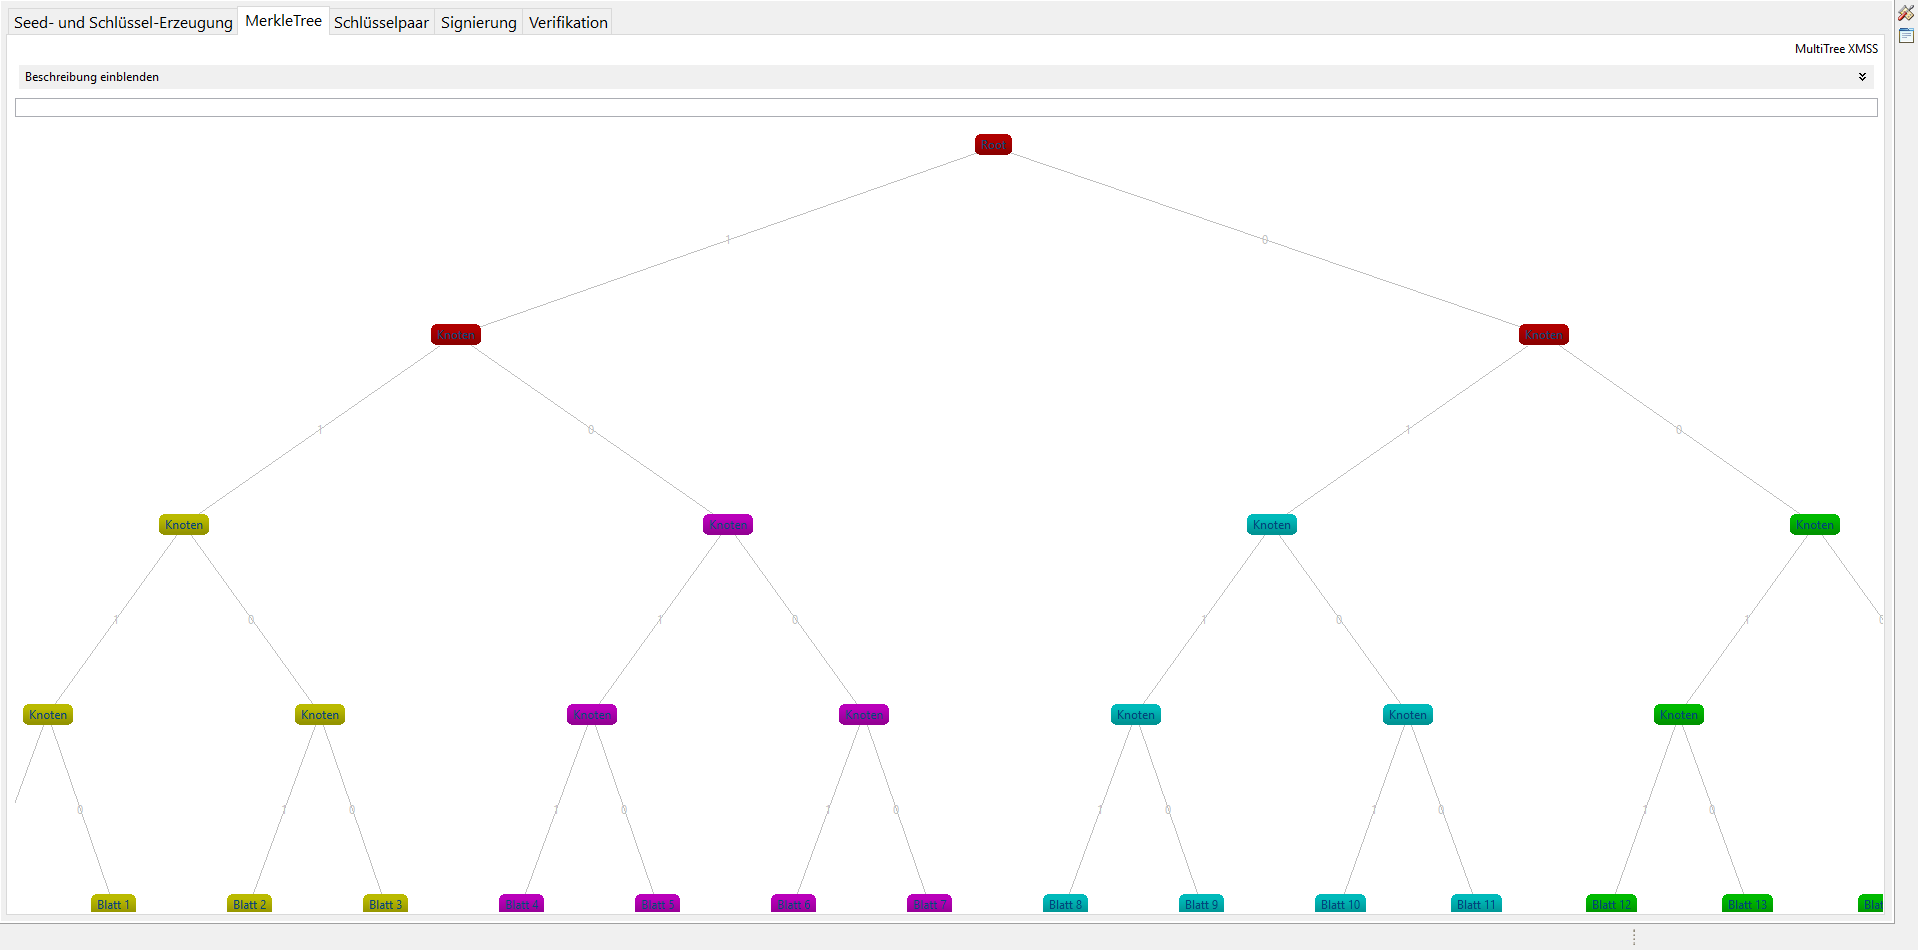 Seed- und Schlüssel-Erzeugung MerkleTree Schlüsselpaar Signierung Verifikation
MultiTree XMSS
Beschreibung einblenden
Root
1 0
Knoten Knoten
1 0 1 0
Knoten Knoten Knoten Knoten
1 0 1 0 1 0 1 0
Knoten Knoten Knoten Knoten Knoten Knoten Knoten
0 1 0 1 0 1 0 1 0 1 0 1 0
Blatt 1 Blatt 2 Blatt 3 Blatt 4 Blatt 5 Blatt 6 Blatt 7 Blatt 8 Blatt 9 Blatt 10 Blatt 11 Blatt 12 Blatt 13